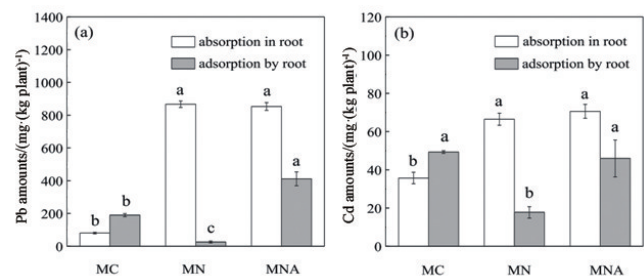 (a)
absorption in root
adsorption by root
Pb amounts/(mg·(kg plant)⁻¹)
1400
1200
1000
800
600
400
200
0
b
b
a
c
a
a
MC
MN
MNA
(b)
absorption in root
adsorption by root
Cd amounts/(mg·(kg plant)⁻¹)
120
100
80
60
40
20
0
b
a
a
b
a
a
MC
MN
MNA